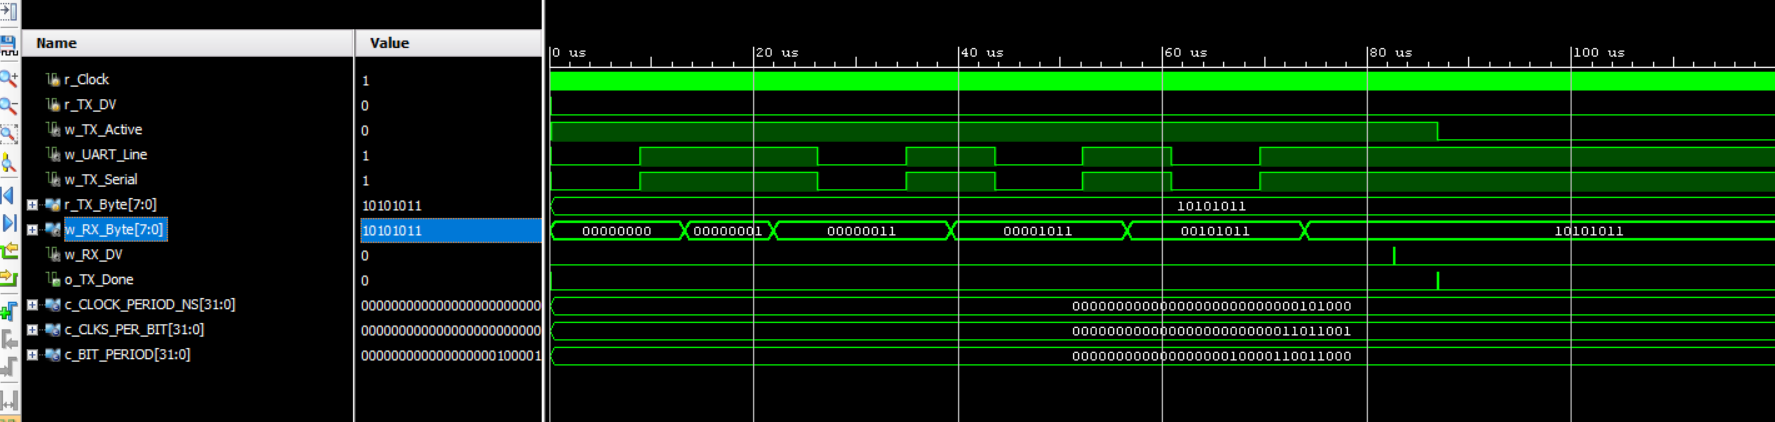 Name Value
0 us 20 us 40 us 60 us 80 us 100 us
r_Clock 1
r_TX_DV 0
w_TX_Active 0
w_UART_Line 1
w_TX_Serial 1
r_TX_Byte[7:0] 10101011 10101011
w_RX_Byte[7:0] 10101011 00000000 00000001 00000011 00001011 00101011 10101011
w_RX_DV 0
o_TX_Done 0
c_CLOCK_PERIOD_NS[31:0] 000000000000000000000000 00000000000000000000000000101000
c_CLKS_PER_BIT[31:0] 000000000000000000000000 00000000000000000000000011011001
c_BIT_PERIOD[31:0] 000000000000000000100001 00000000000000000010000110011000